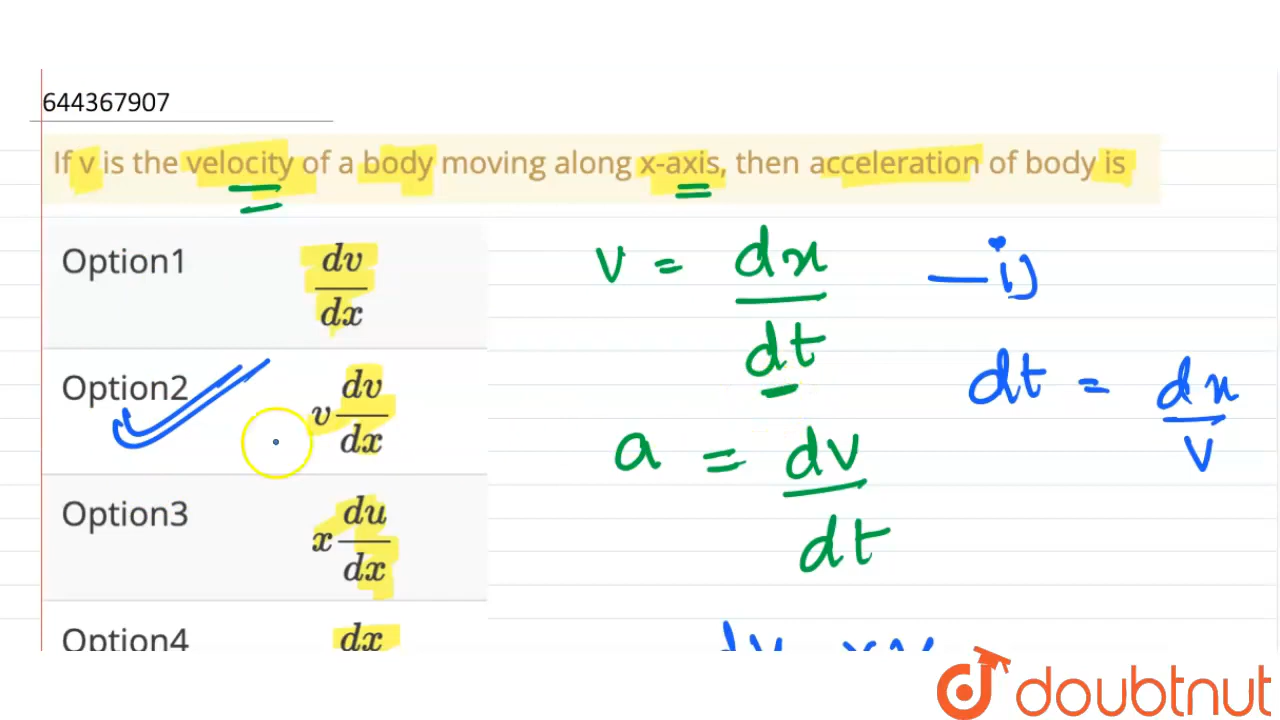 644367907
If v is the velocity of a body moving along x-axis, then acceleration of body is
Option1 dv/dx
Option2 v dv/dx
Option3 x du/dx
Option4 dx
v = dx/dt — i)
dt = dx/v
a = dv/dt
dv × v
doubtnut